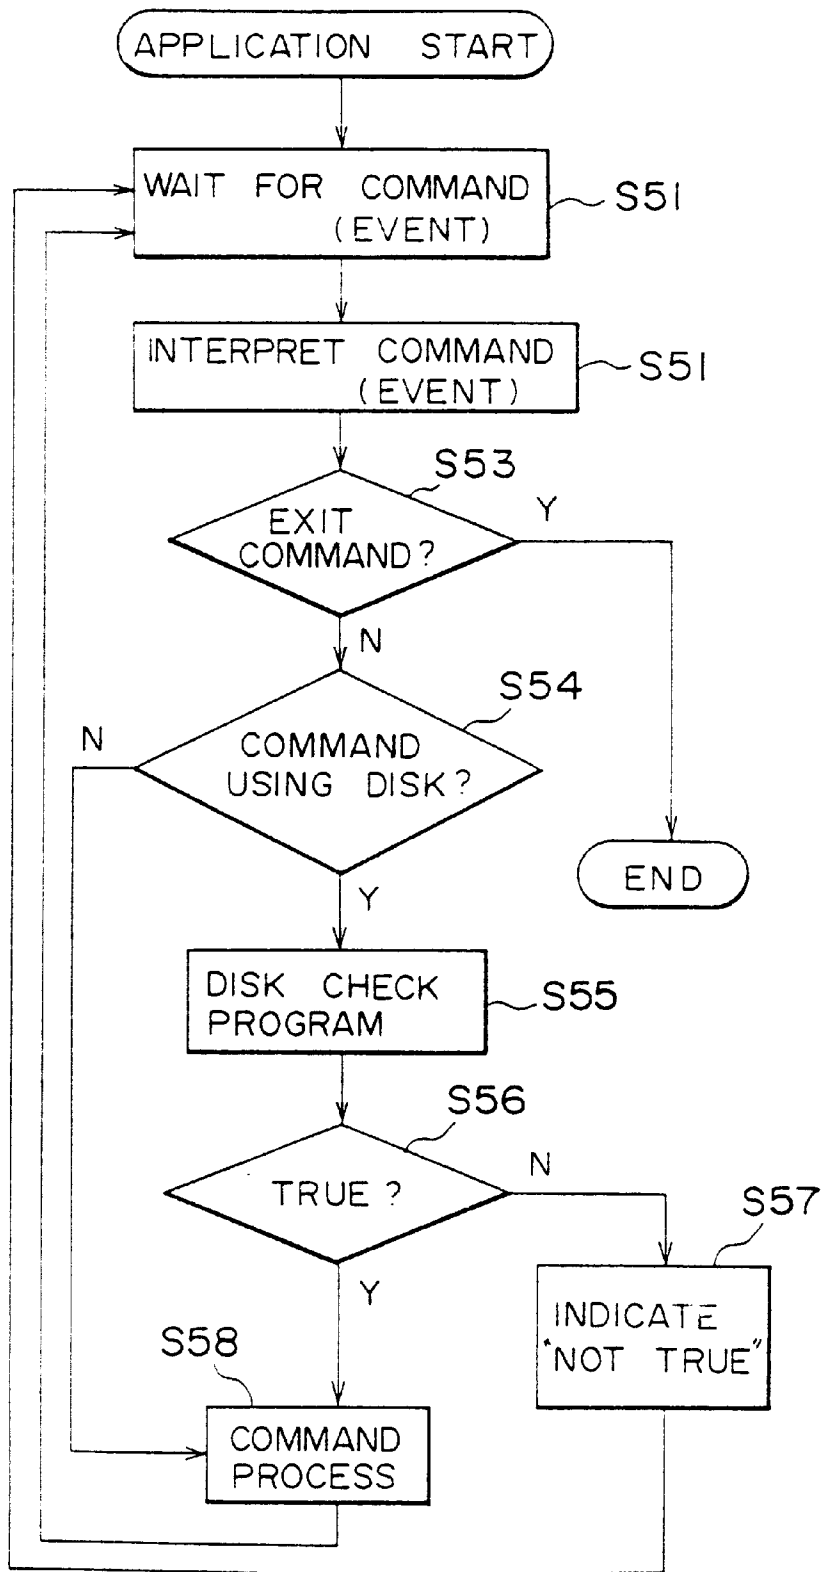 APPLICATION START
WAIT FOR COMMAND
(EVENT)
S51
INTERPRET COMMAND
(EVENT)
S51
S53
EXIT
COMMAND?
Y
N
S54
COMMAND
USING DISK?
N
Y
END
DISK CHECK
PROGRAM
S55
S56
TRUE?
N
Y
S57
INDICATE
"NOT TRUE"
S58
COMMAND
PROCESS